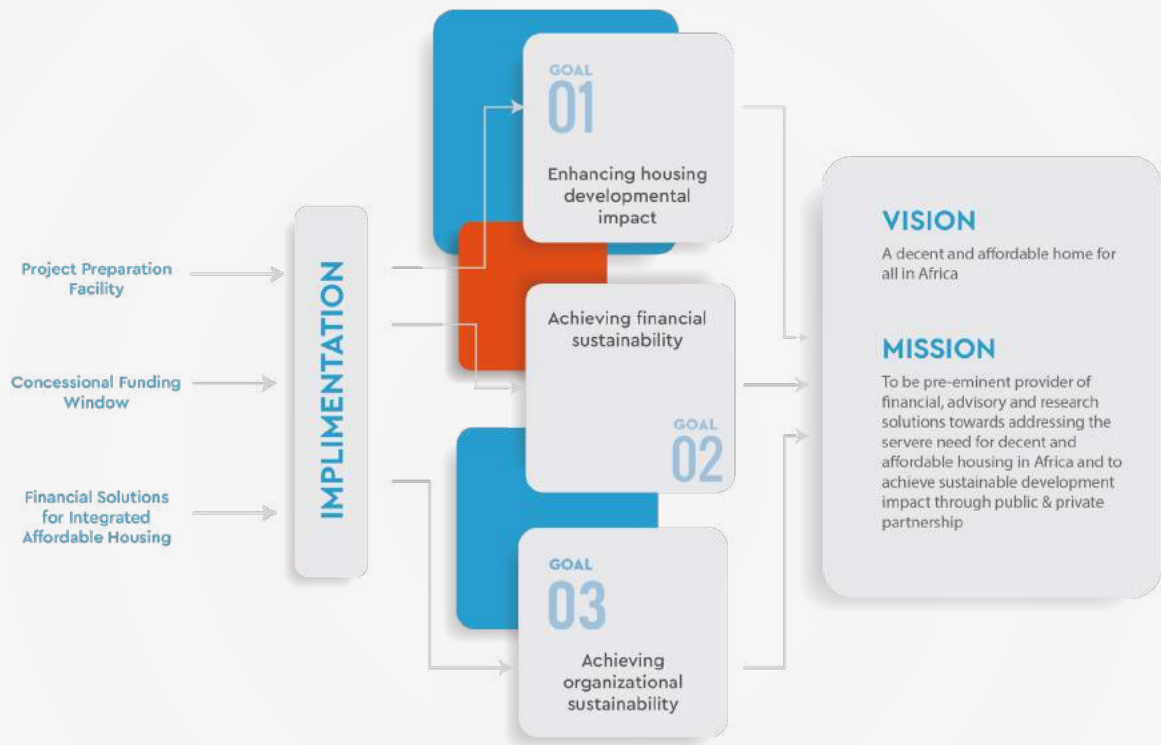 Project Preparation
Facility
Concessional Funding
Window
Financial Solutions
for Integrated
Affordable Housing
IMPLIMENTATION
GOAL
01
Enhancing housing
developmental
impact
Achieving financial
sustainability
GOAL
02
GOAL
03
Achieving
organizational
sustainability
VISION
A decent and affordable home for
all in Africa
MISSION
To be pre-eminent provider of
financial, advisory and research
solutions towards addressing the
servere need for decent and
affordable housing in Africa and to
achieve sustainable development
impact through public & private
partnership